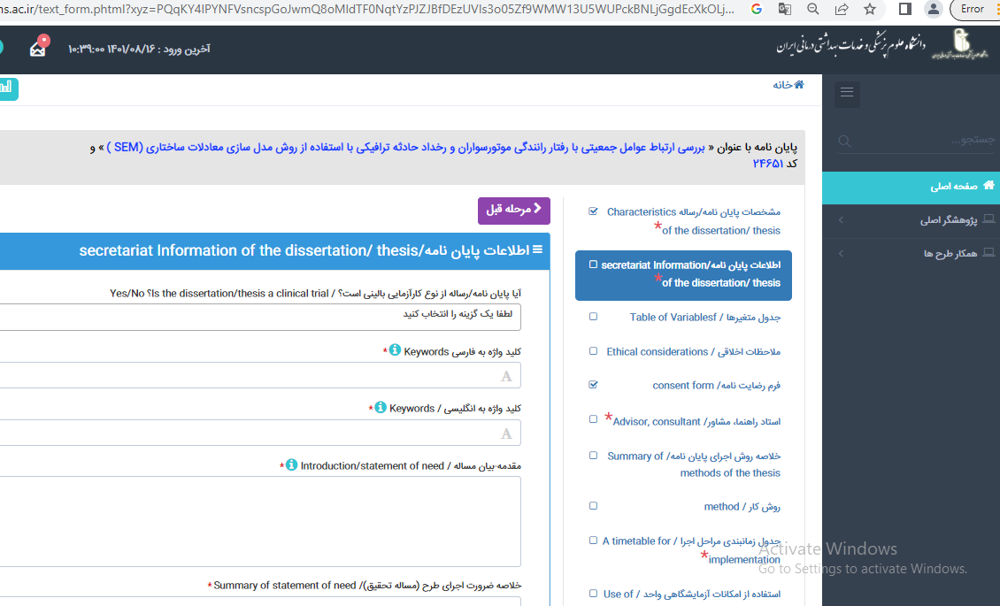 ns.ac.ir/text_form.phtml?xyz=PQqKY4IPYNFVsncspGoJwmQ8oMIdTF0NqtYzPJZJBfDEzUVIs3o05Zf9WMW13U5WUPckBNLjGgdEcXkOLj...
Error
دانشگاه علوم پزشکی و خدمات بهداشتی درمانی ایران
آخرین ورود : ۱۴۰۱/۰۸/۱۶ ۱۰:۳۹:۰۰
خانه
جستجو...
صفحه اصلی
پژوهشگر اصلی
همکار طرح ها
پایان نامه با عنوان « بررسی ارتباط عوامل جمعیتی با رفتار رانندگی موتورسواران و رخداد حادثه ترافیکی با استفاده از روش مدل سازی معادلات ساختاری (SEM ) » و
کد ۲۴۶۵۱
مشخصات پایان نامه/رساله Characteristics
of the dissertation/ thesis*
اطلاعات پایان نامه/secretariat Information
of the dissertation/ thesis*
جدول متغیرها / Table of Variablesf
ملاحظات اخلاقی / Ethical considerations
فرم رضایت نامه/ consent form
استاد راهنما، مشاور/ Advisor, consultant*
خلاصه روش اجرای پایان نامه/ Summary of
methods of the thesis
روش کار / method
جدول زمانبندی مراحل اجرا / A timetable for
implementation*
استفاده از امکانات آزمایشگاهی واحد / Use of
مرحله قبل
اطلاعات پایان نامه/secretariat Information of the dissertation/ thesis
آیا پایان نامه/رساله از نوع کارآزمایی بالینی است؟ / Is the dissertation/thesis a clinical trial? Yes/No
لطفا یک گزینه را انتخاب کنید
کلید واژه به فارسی Keywords *
کلید واژه به انگلیسی / Keywords *
مقدمه-بیان مساله / Introduction/statement of need *
خلاصه ضرورت اجرای طرح (مساله تحقیق)/ Summary of statement of need *
Activate Windows
Go to Settings to activate Windows.